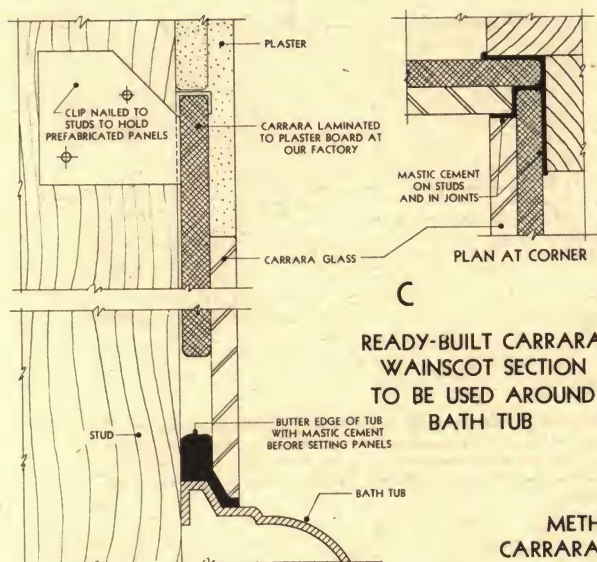 PLASTER
CLIP NAILED TO
STUDS TO HOLD
PREFABRICATED PANELS
CARRARA LAMINATED
TO PLASTER BOARD AT
OUR FACTORY
MASTIC CEMENT
ON STUDS
AND IN JOINTS
CARRARA GLASS
PLAN AT CORNER
C
READY-BUILT CARRARA
WAINSCOT SECTION
TO BE USED AROUND
BATH TUB
STUD
BUTTER EDGE OF TUB
WITH MASTIC CEMENT
BEFORE SETTING PANELS
BATH TUB
METH
CARRARA